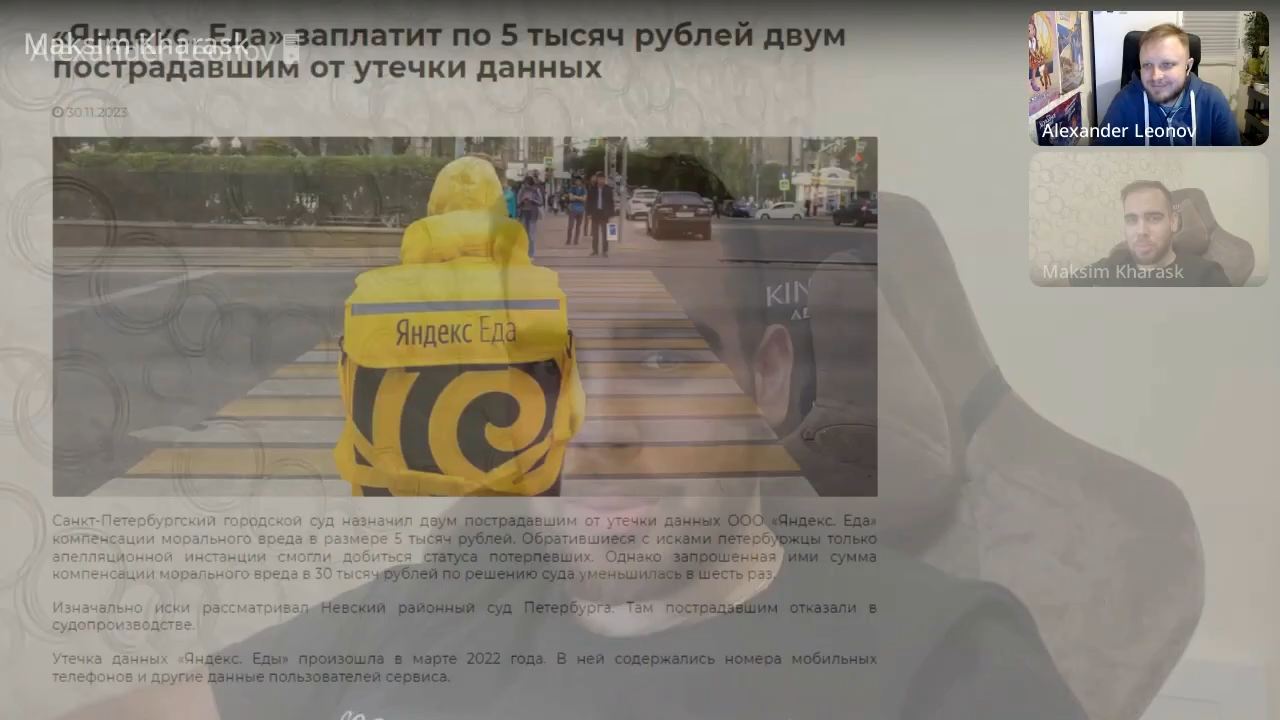 «Яндекс. Еда» заплатит по 5 тысяч рублей двум
пострадавшим от утечки данных
Maksim Kharask
Alexander Leonov
30.11.2023
Яндекс Еда
KIN
Санкт-Петербургский городской суд назначил двум пострадавшим от утечки данных ООО «Яндекс. Еда»
компенсации морального вреда в размере 5 тысяч рублей. Обратившиеся с исками петербуржцы только
апелляционной инстанции смогли добиться статуса потерпевших. Однако запрошенная ими сумма
компенсации морального вреда в 30 тысяч рублей по решению суда уменьшилась в шесть раз.
Изначально иски рассматривал Невский районный суд Петербурга. Там пострадавшим отказали в
судопроизводстве.
Утечка данных «Яндекс. Еды» произошла в марте 2022 года. В ней содержались номера мобильных
телефонов и другие данные пользователей сервиса.
Alexander Leonov
Maksim Kharask